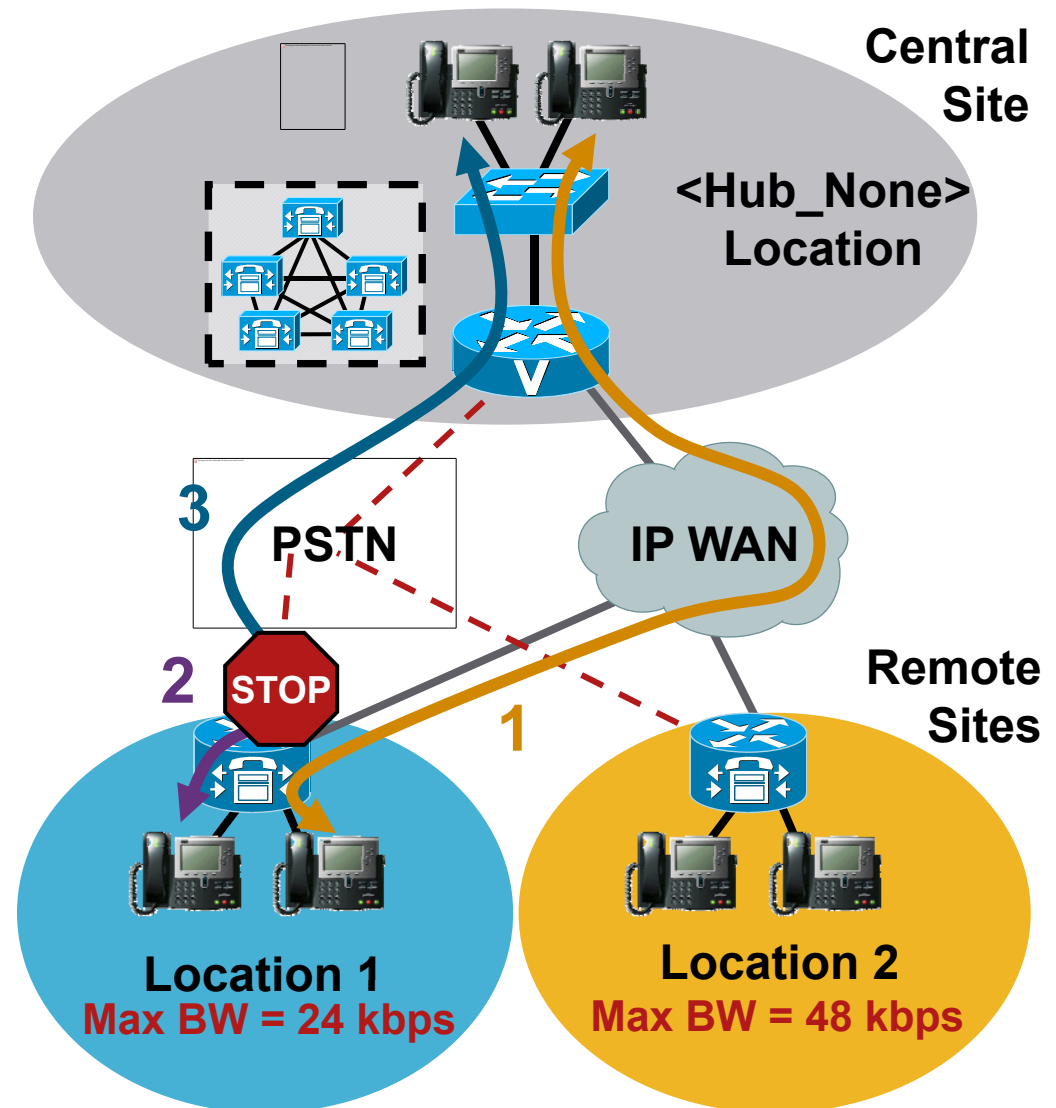 Central
Site
<Hub_None>
Location
V
3
PSTN
IP WAN
2
STOP
1
Remote
Sites
Location 1
Max BW = 24 kbps
Location 2
Max BW = 48 kbps